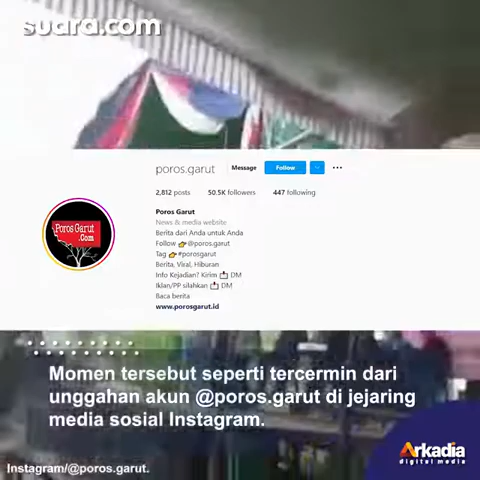 suara.com
poros.garut Message Follow
2,812 posts 50.5K followers 447 following
Poros Garut
News & media website
Berita dari Anda untuk Anda
Follow 👉@poros.garut
Tag 👉#porosgarut
Berita, Viral, Hiburan
Info Kejadian? Kirim 📩 DM
Iklan/PP silahkan 📩 DM
Baca berita
www.porosgarut.id
Poros Garut
.Com
Momen tersebut seperti tercermin dari
unggahan akun @poros.garut di jejaring
media sosial Instagram.
Arkadia
digital media
Instagram/@poros.garut.